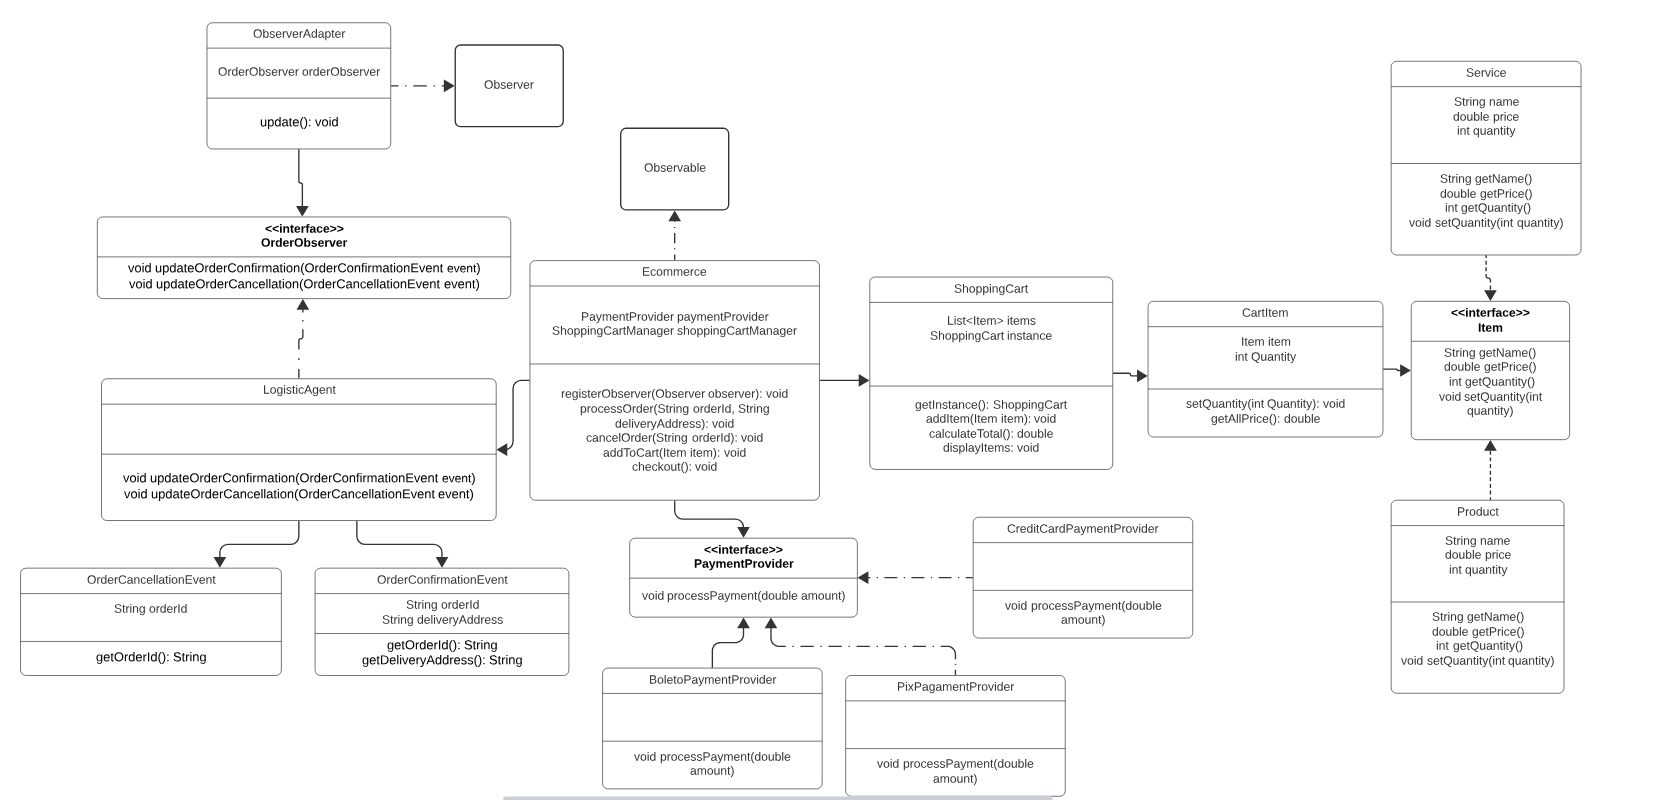 ObserverAdapter
OrderObserver orderObserver
update(): void
Observer
Observable
<<interface>>
OrderObserver
void updateOrderConfirmation(OrderConfirmationEvent event)
void updateOrderCancellation(OrderCancellationEvent event)
LogisticAgent
void updateOrderConfirmation(OrderConfirmationEvent event)
void updateOrderCancellation(OrderCancellationEvent event)
OrderCancellationEvent
String orderId
getOrderId(): String
OrderConfirmationEvent
String orderId
String deliveryAddress
getOrderId(): String
getDeliveryAddress(): String
Ecommerce
PaymentProvider paymentProvider
ShoppingCartManager shoppingCartManager
registerObserver(Observer observer): void
processOrder(String orderId, String
deliveryAddress): void
cancelOrder(String orderId): void
addToCart(Item item): void
checkout(): void
<<interface>>
PaymentProvider
void processPayment(double amount)
BoletoPaymentProvider
void processPayment(double
amount)
PixPagamentProvider
void processPayment(double
amount)
CreditCardPaymentProvider
void processPayment(double
amount)
ShoppingCart
List<Item> items
ShoppingCart instance
getInstance(): ShoppingCart
addItem(Item item): void
calculateTotal(): double
displayItems: void
CartItem
Item item
int Quantity
setQuantity(int Quantity): void
getAllPrice(): double
Service
String name
double price
int quantity
String getName()
double getPrice()
int getQuantity()
void setQuantity(int quantity)
<<interface>>
Item
String getName()
double getPrice()
int getQuantity()
void setQuantity(int
quantity)
Product
String name
double price
int quantity
String getName()
double getPrice()
int getQuantity()
void setQuantity(int quantity)